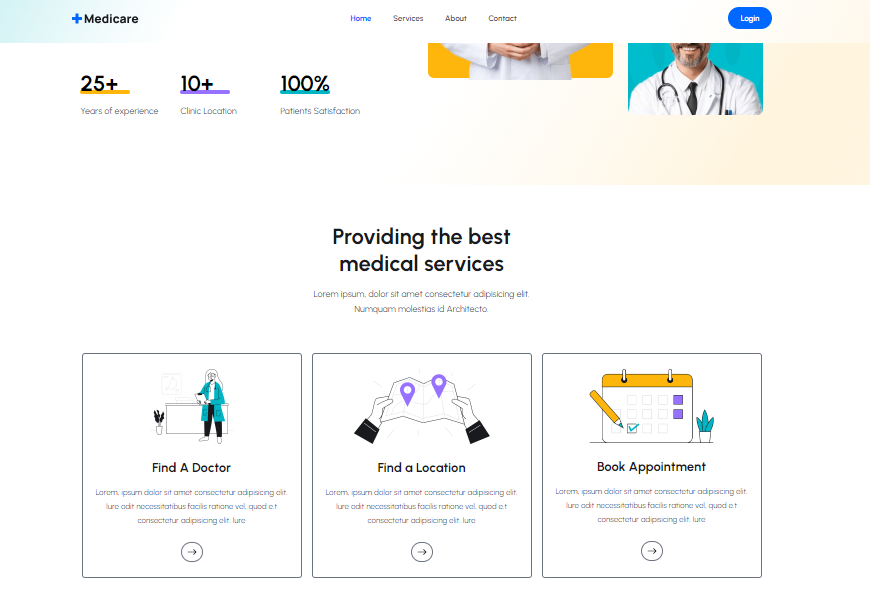 Medicare
Home Services About Contact
Login
25+ 10+ 100%
Years of experience Clinic Location Patients Satisfaction
Providing the best
medical services
Lorem ipsum, dolor sit amet consectetur adipisicing elit.
Numquam molestias id Architecto.
Find A Doctor
Lorem, ipsum dolor sit amet consectetur adipisicing elit.
Iure odit necessitatibus facilis ratione vel, quod e.t
consectetur adipisicing elit. Iure
Find a Location
Lorem, ipsum dolor sit amet consectetur adipisicing elit.
Iure odit necessitatibus facilis ratione vel, quod e.t
consectetur adipisicing elit. Iure
Book Appointment
Lorem, ipsum dolor sit amet consectetur adipisicing elit.
Iure odit necessitatibus facilis ratione vel, quod e.t
consectetur adipisicing elit. Iure